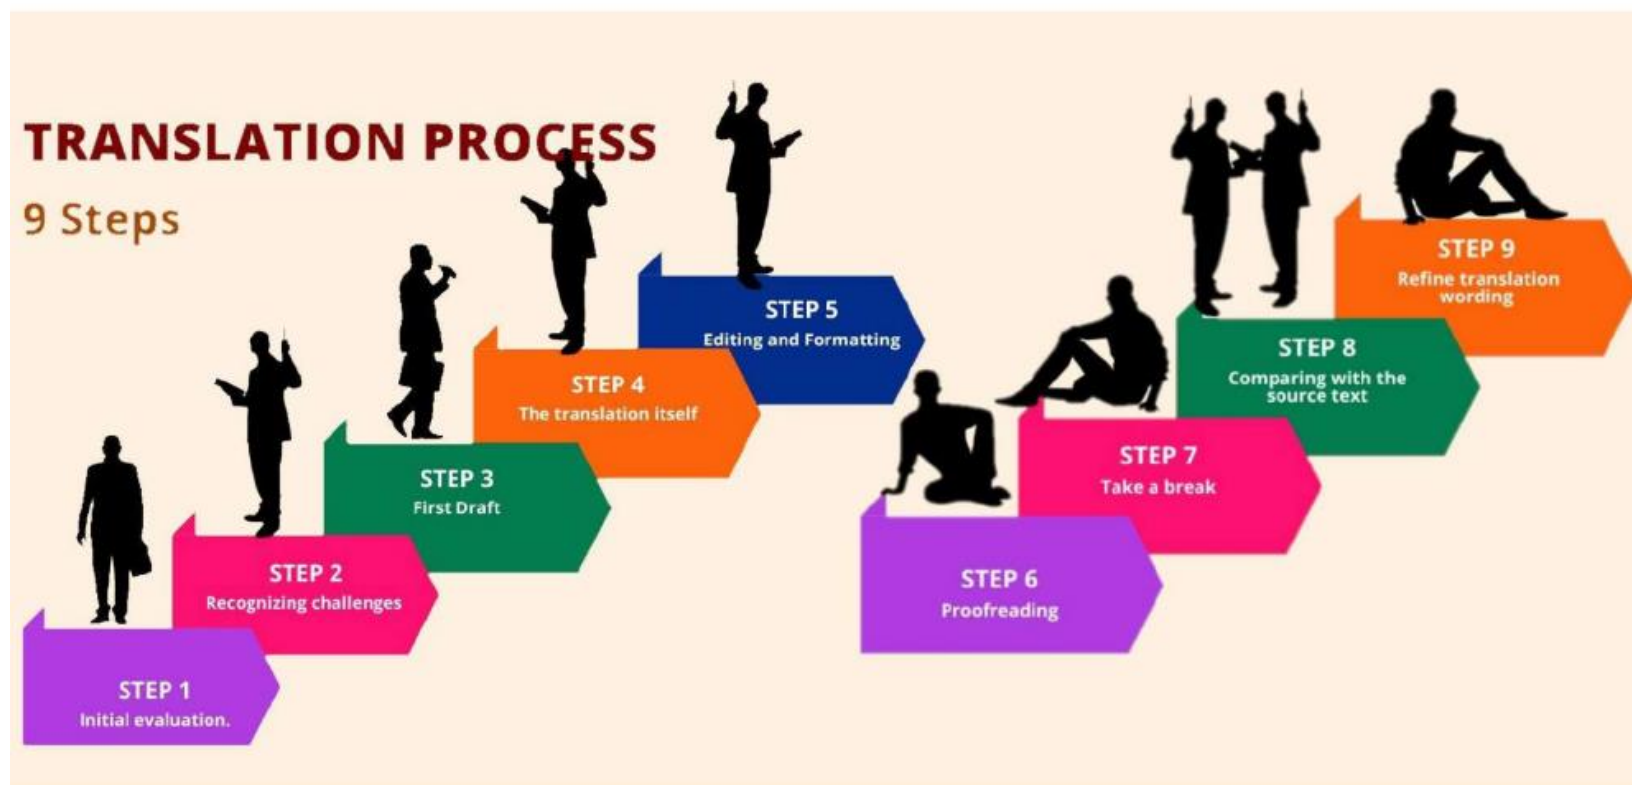 TRANSLATION PROCESS
9 Steps
STEP 1
Initial evaluation.
STEP 2
Recognizing challenges
STEP 3
First Draft
STEP 4
The translation itself
STEP 5
Editing and Formatting
STEP 6
Proofreading
STEP 7
Take a break
STEP 8
Comparing with the
source text
STEP 9
Refine translation
wording